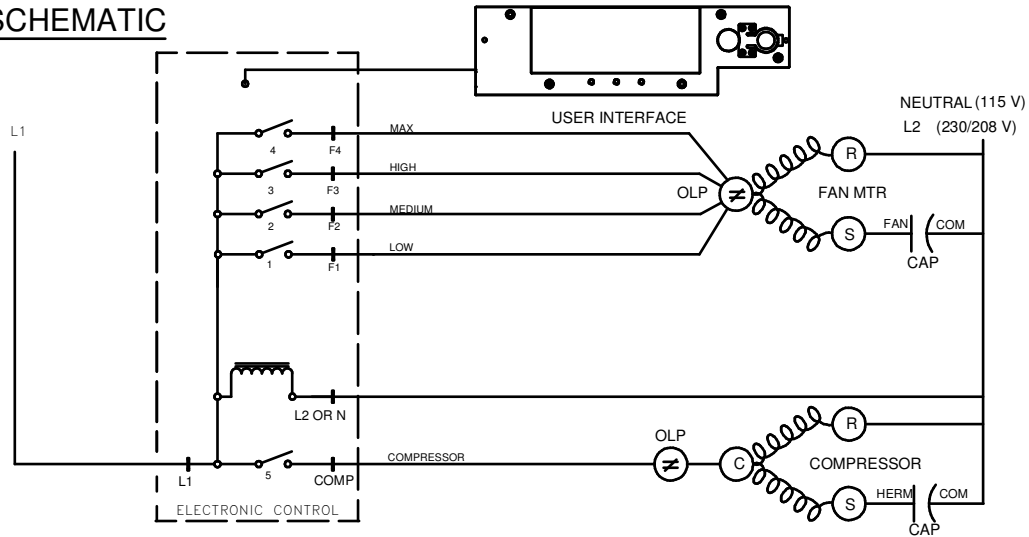 SCHEMATIC
NEUTRAL (115 V)
L2 (230/208 V)
USER INTERFACE
L1
4
F4
MAX
3
F3
HIGH
2
F2
MEDIUM
1
F1
LOW
OLP
R
FAN MTR
S
FAN
COM
CAP
L2 OR N
L1
5
COMP
COMPRESSOR
OLP
C
R
COMPRESSOR
S
HERM
COM
CAP
ELECTRONIC CONTROL